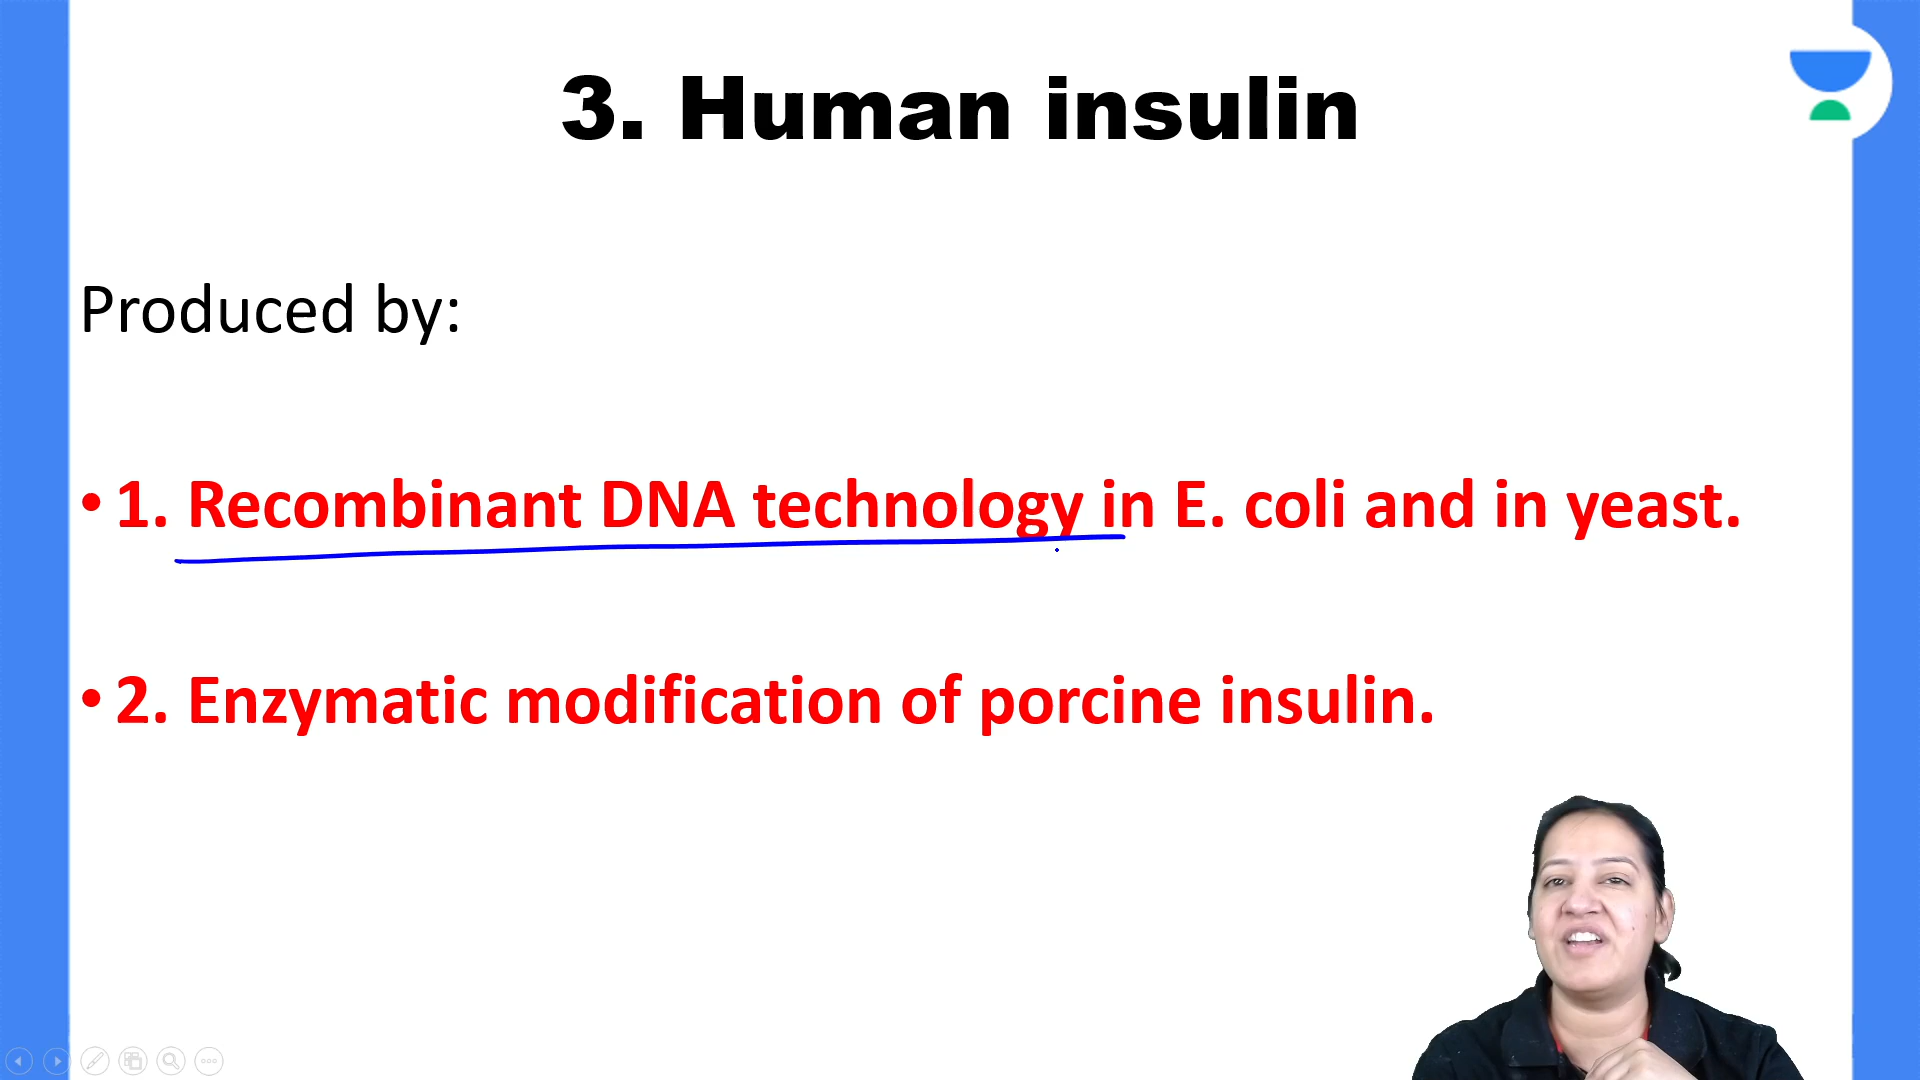 3. Human insulin
Produced by:
• 1. Recombinant DNA technology in E. coli and in yeast.
• 2. Enzymatic modification of porcine insulin.